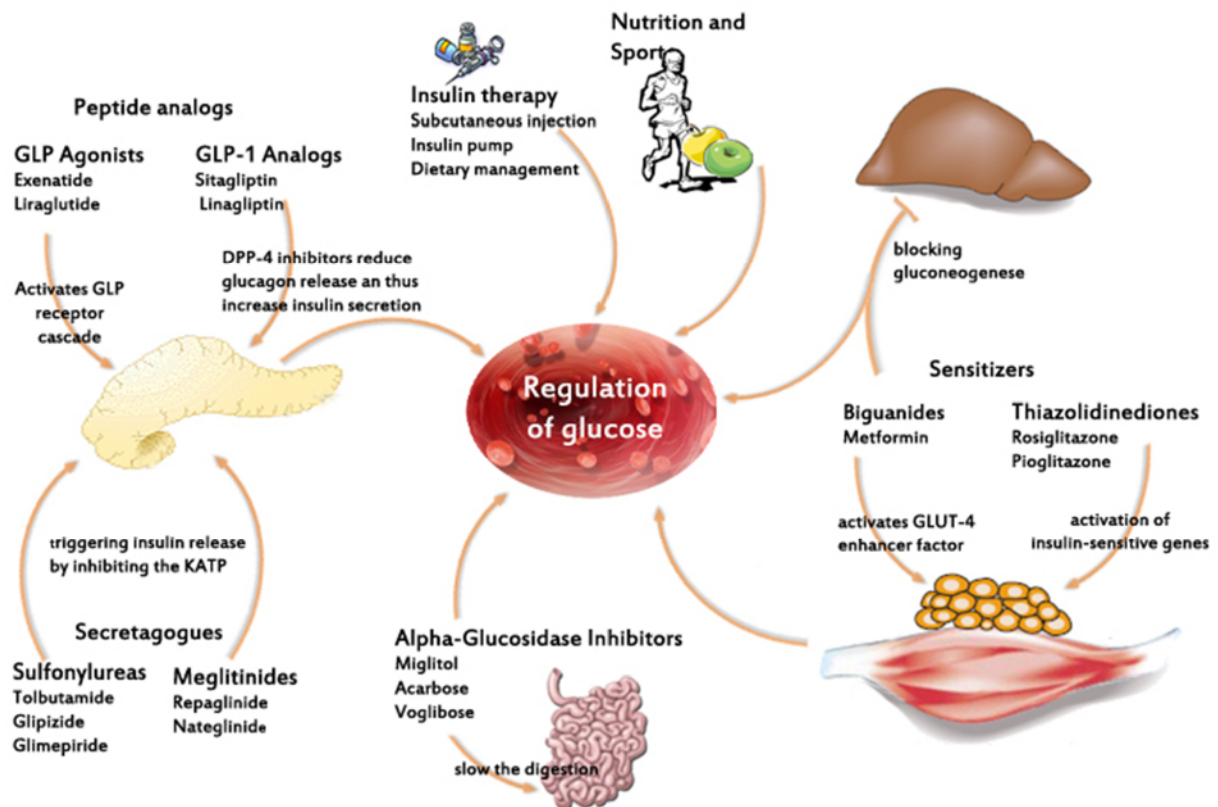 Nutrition and
Sport
Insulin therapy
Subcutaneous injection
Insulin pump
Dietary management
Peptide analogs
GLP Agonists
Exenatide
Liraglutide
GLP-1 Analogs
Sitagliptin
Linagliptin
Activates GLP
receptor
cascade
DPP-4 inhibitors reduce
glucagon release an thus
increase insulin secretion
blocking
gluconeogenese
Regulation
of glucose
Sensitizers
Biguanides
Metformin
Thiazolidinediones
Rosiglitazone
Pioglitazone
activates GLUT-4
enhancer factor
activation of
insulin-sensitive genes
triggering insulin release
by inhibiting the KATP
Secretagogues
Sulfonylureas
Tolbutamide
Glipizide
Glimepiride
Meglitinides
Repaglinide
Nateglinide
Alpha-Glucosidase Inhibitors
Miglitol
Acarbose
Voglibose
slow the digestion